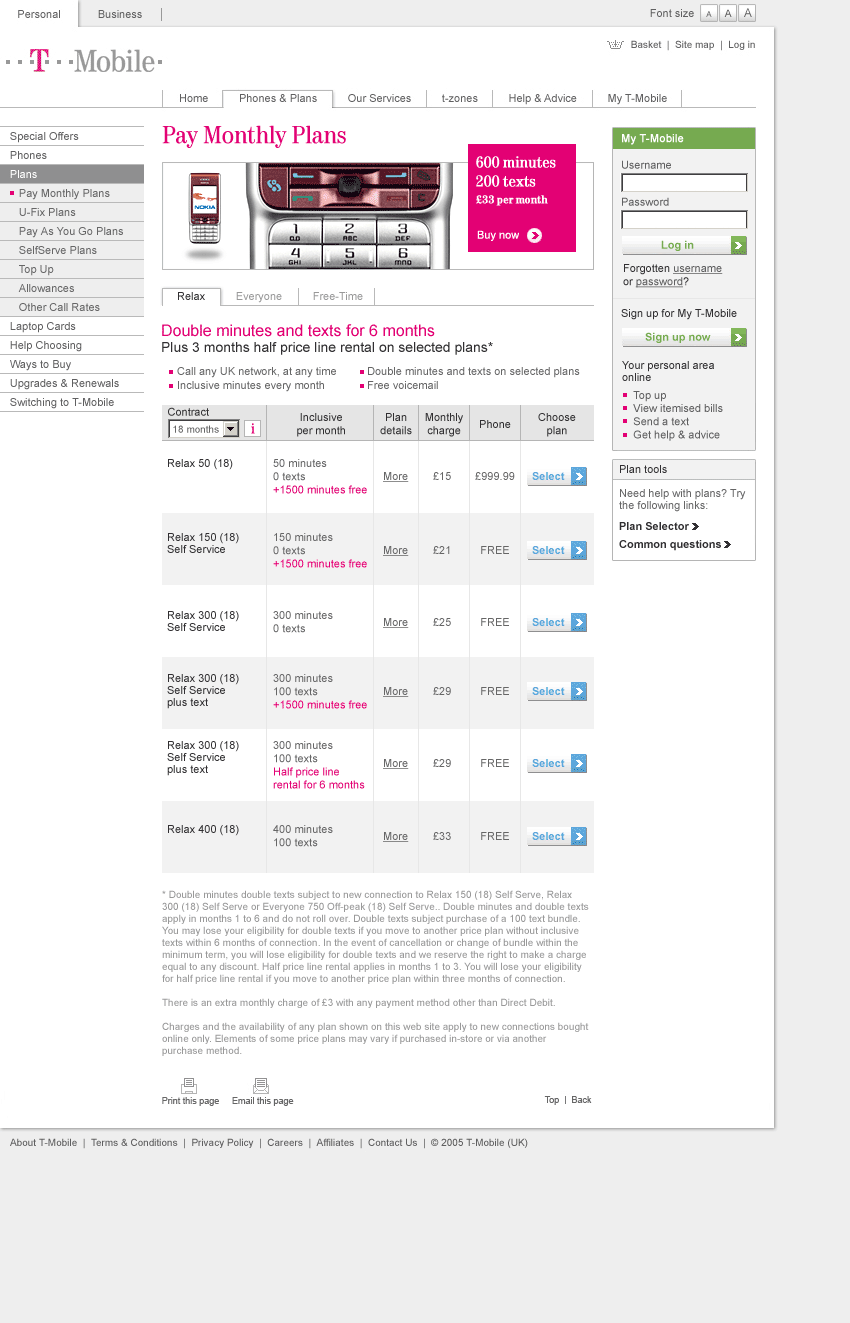 Personal
Business
Font size A A A
Basket | Site map | Log in
T · Mobile
Home
Phones & Plans
Our Services
t-zones
Help & Advice
My T-Mobile
Special Offers
Phones
Plans
Pay Monthly Plans
U-Fix Plans
Pay As You Go Plans
SelfServe Plans
Top Up
Allowances
Other Call Rates
Laptop Cards
Help Choosing
Ways to Buy
Upgrades & Renewals
Switching to T-Mobile
Pay Monthly Plans
NOKIA
C
1 2 3
ABC DEF
4 5 6
GHI JKL MNO
600 minutes
200 texts
£33 per month
Buy now
Relax
Everyone
Free-Time
Double minutes and texts for 6 months
Plus 3 months half price line rental on selected plans*
Call any UK network, at any time
Double minutes and texts on selected plans
Inclusive minutes every month
Free voicemail
Contract
18 months
i
Inclusive
per month
Plan
details
Monthly
charge
Phone
Choose
plan
Relax 50 (18)
50 minutes
0 texts
+1500 minutes free
More
£15
£999.99
Select
Relax 150 (18)
Self Service
150 minutes
0 texts
+1500 minutes free
More
£21
FREE
Select
Relax 300 (18)
Self Service
300 minutes
0 texts
More
£25
FREE
Select
Relax 300 (18)
Self Service
plus text
300 minutes
100 texts
+1500 minutes free
More
£29
FREE
Select
Relax 300 (18)
Self Service
plus text
300 minutes
100 texts
Half price line
rental for 6 months
More
£29
FREE
Select
Relax 400 (18)
400 minutes
100 texts
More
£33
FREE
Select
* Double minutes double texts subject to new connection to Relax 150 (18) Self Serve, Relax
300 (18) Self Serve or Everyone 750 Off-peak (18) Self Serve.. Double minutes and double texts
apply in months 1 to 6 and do not roll over. Double texts subject purchase of a 100 text bundle.
You may lose your eligibility for double texts if you move to another price plan without inclusive
texts within 6 months of connection. In the event of cancellation or change of bundle within the
minimum term, you will lose eligibility for double texts and we reserve the right to make a charge
equal to any discount. Half price line rental applies in months 1 to 3. You will lose your eligibility
for half price line rental if you move to another price plan within three months of connection.
There is an extra monthly charge of £3 with any payment method other than Direct Debit.
Charges and the availability of any plan shown on this web site apply to new connections bought
online only. Elements of some price plans may vary if purchased in-store or via another
purchase method.
Print this page
Email this page
Top | Back
My T-Mobile
Username
Password
Log in
Forgotten username
or password?
Sign up for My T-Mobile
Sign up now
Your personal area
online
Top up
View itemised bills
Send a text
Get help & advice
Plan tools
Need help with plans? Try
the following links:
Plan Selector
Common questions
About T-Mobile | Terms & Conditions | Privacy Policy | Careers | Affiliates | Contact Us | © 2005 T-Mobile (UK)